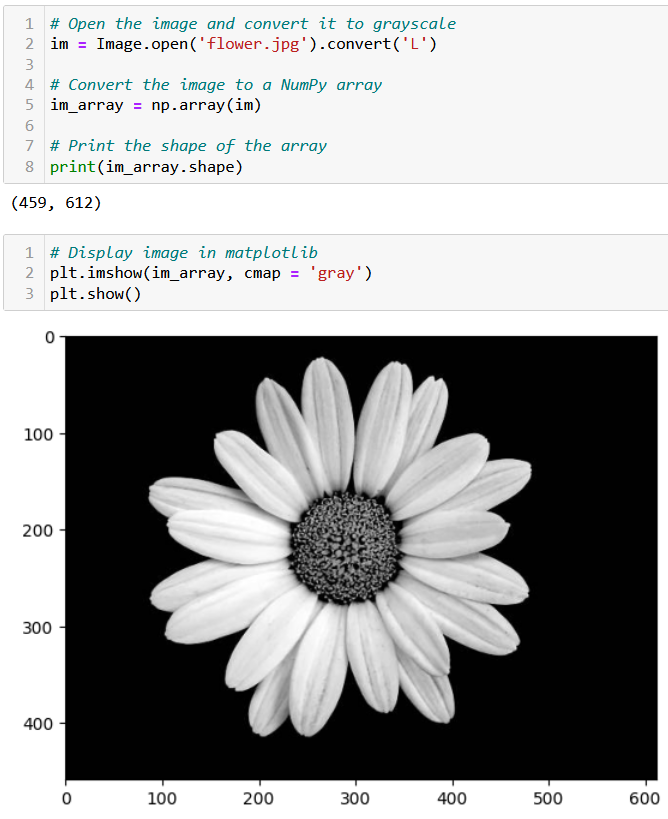 1 # Open the image and convert it to grayscale
2 im = Image.open('flower.jpg').convert('L')
3
4 # Convert the image to a NumPy array
5 im_array = np.array(im)
6
7 # Print the shape of the array
8 print(im_array.shape)
(459, 612)
1 # Display image in matplotlib
2 plt.imshow(im_array, cmap = 'gray')
3 plt.show()
0
100
200
300
400
0 100 200 300 400 500 600